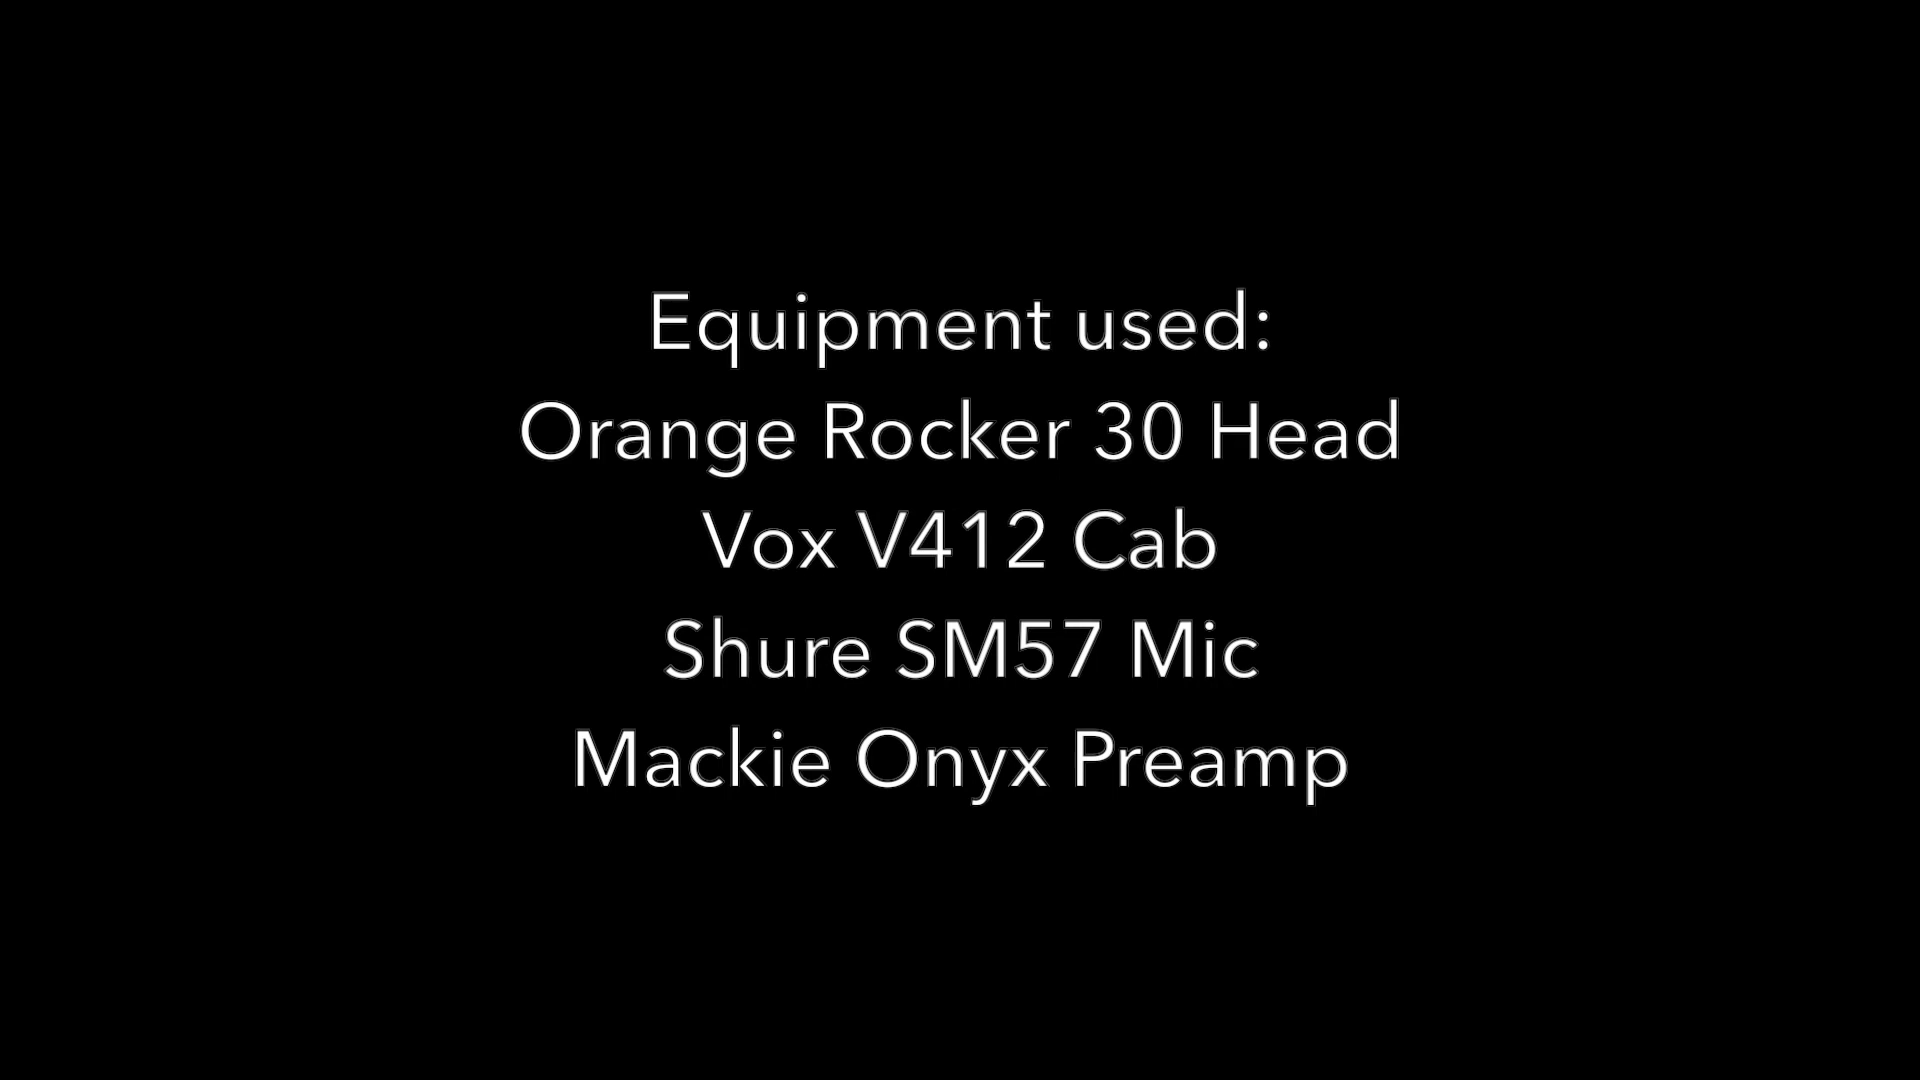 Equipment used:
Orange Rocker 30 Head
Vox V412 Cab
Shure SM57 Mic
Mackie Onyx Preamp